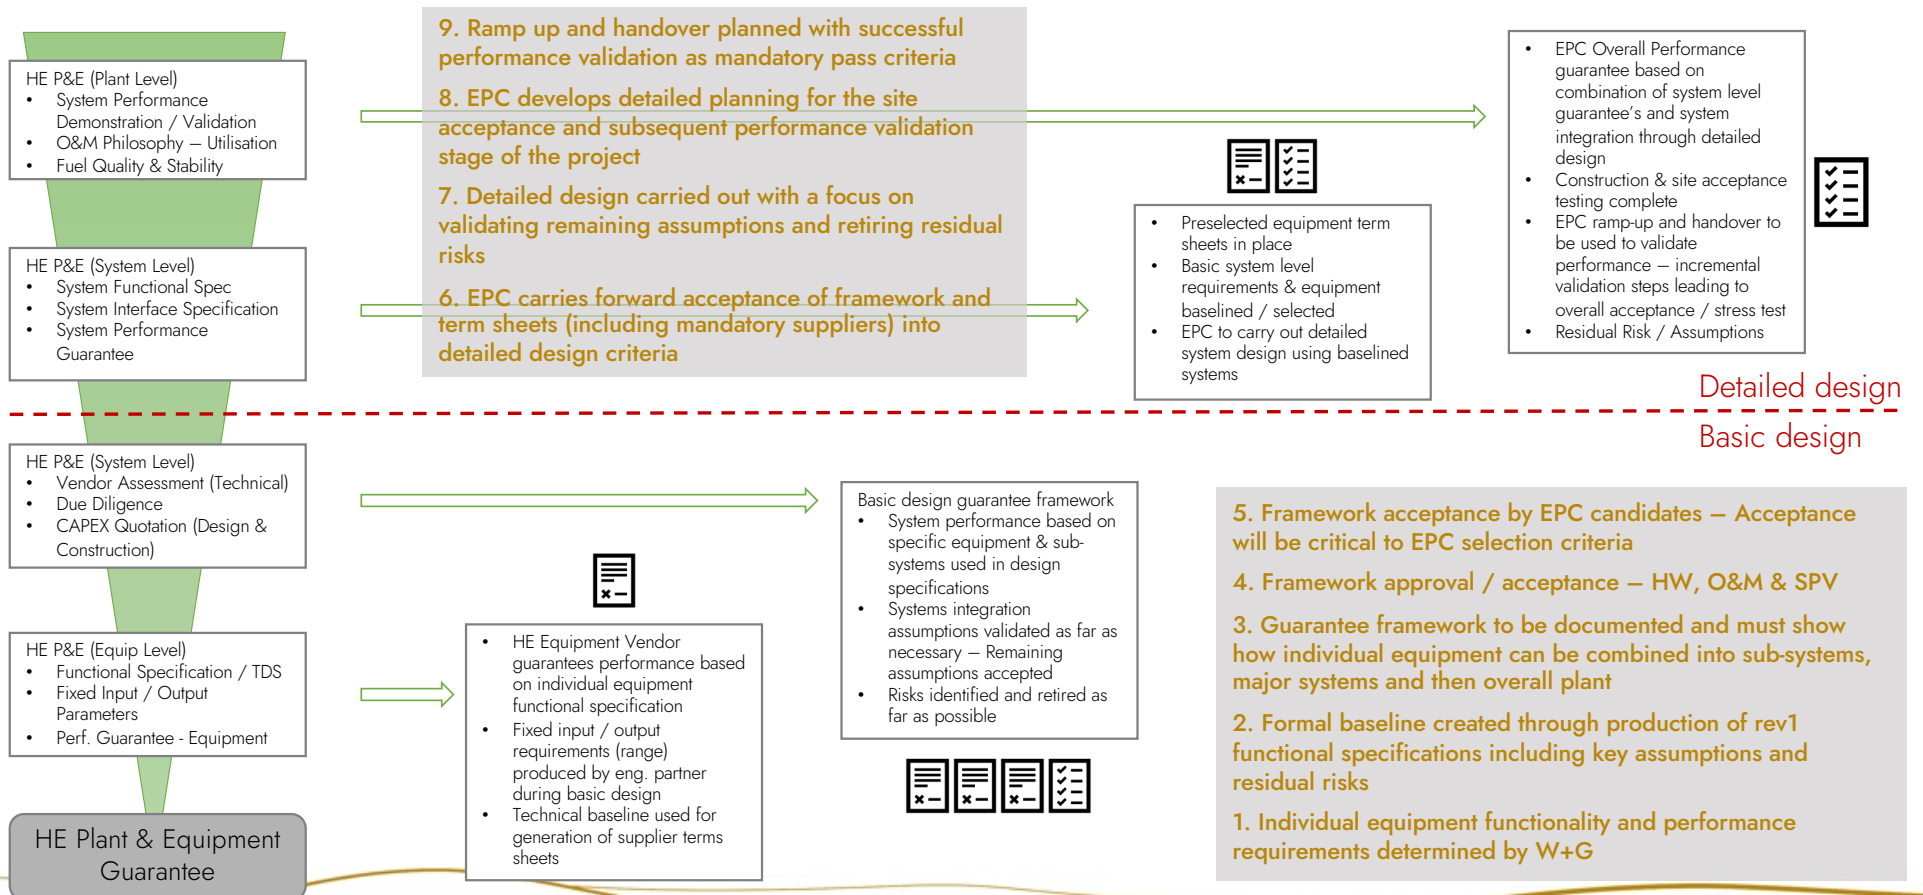 HE P&E (Plant Level)
• System Performance
Demonstration / Validation
• O&M Philosophy – Utilisation
• Fuel Quality & Stability
HE P&E (System Level)
• System Functional Spec
• System Interface Specification
• System Performance
Guarantee
9. Ramp up and handover planned with successful
performance validation as mandatory pass criteria
8. EPC develops detailed planning for the site
acceptance and subsequent performance validation
stage of the project
7. Detailed design carried out with a focus on
validating remaining assumptions and retiring residual
risks
6. EPC carries forward acceptance of framework and
term sheets (including mandatory suppliers) into
detailed design criteria
• Preselected equipment term
sheets in place
• Basic system level
requirements & equipment
baselined / selected
• EPC to carry out detailed
system design using baselined
systems
• EPC Overall Performance
guarantee based on
combination of system level
guarantee's and system
integration through detailed
design
• Construction & site acceptance
testing complete
• EPC ramp-up and handover to
be used to validate
performance – incremental
validation steps leading to
overall acceptance / stress test
• Residual Risk / Assumptions
Detailed design
Basic design
HE P&E (System Level)
• Vendor Assessment (Technical)
• Due Diligence
• CAPEX Quotation (Design &
Construction)
HE P&E (Equip Level)
• Functional Specification / TDS
• Fixed Input / Output
Parameters
• Perf. Guarantee - Equipment
HE Plant & Equipment
Guarantee
• HE Equipment Vendor
guarantees performance based
on individual equipment
functional specification
• Fixed input / output
requirements (range)
produced by eng. partner
during basic design
• Technical baseline used for
generation of supplier terms
sheets
Basic design guarantee framework
• System performance based on
specific equipment & sub-
systems used in design
specifications
• Systems integration
assumptions validated as far as
necessary – Remaining
assumptions accepted
• Risks identified and retired as
far as possible
5. Framework acceptance by EPC candidates – Acceptance
will be critical to EPC selection criteria
4. Framework approval / acceptance – HW, O&M & SPV
3. Guarantee framework to be documented and must show
how individual equipment can be combined into sub-systems,
major systems and then overall plant
2. Formal baseline created through production of rev1
functional specifications including key assumptions and
residual risks
1. Individual equipment functionality and performance
requirements determined by W+G